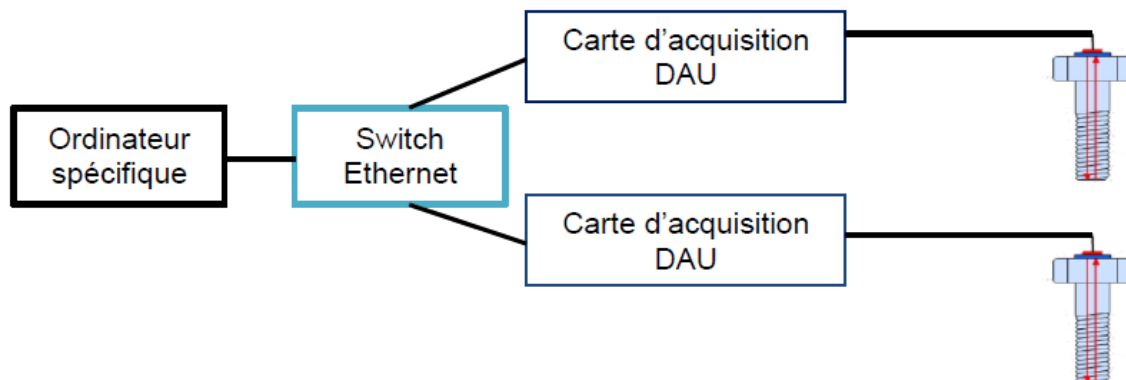 Carte d'acquisition
DAU
Ordinateur
spécifique
Switch
Ethernet
Carte d'acquisition
DAU